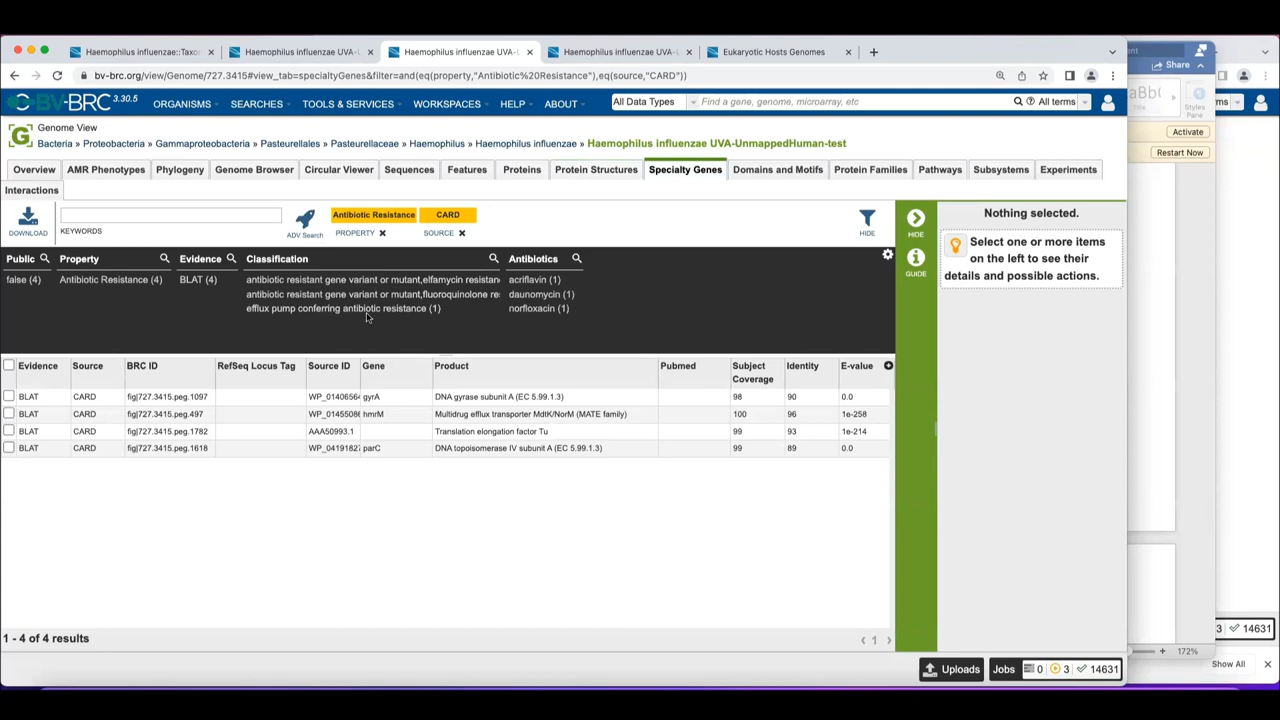 Haemophilus influenzae::Taxon
Haemophilus influenzae UVA-U
Haemophilus influenzae UVA-U
Haemophilus influenzae UVA-U
Eukaryotic Hosts Genomes
bv-brc.org/view/Genome/727.3415#view_tab=specialtyGenes&filter=and(eq(property,"Antibiotic%20Resistance"),eq(source,"CARD"))
Share
BV-BRC 3.30.5
ORGANISMS
SEARCHES
TOOLS & SERVICES
WORKSPACES
HELP
ABOUT
All Data Types
Find a gene, genome, microarray, etc
All terms
Styles
Pane
Activate
Restart Now
Genome View
Bacteria » Proteobacteria » Gammaproteobacteria » Pasteurellales » Pasteurellaceae » Haemophilus » Haemophilus influenzae » Haemophilus influenzae UVA-UnmappedHuman-test
Overview
AMR Phenotypes
Phylogeny
Genome Browser
Circular Viewer
Sequences
Features
Proteins
Protein Structures
Specialty Genes
Domains and Motifs
Protein Families
Pathways
Subsystems
Experiments
Interactions
DOWNLOAD
KEYWORDS
ADV Search
Antibiotic Resistance
PROPERTY
CARD
SOURCE
HIDE
HIDE
GUIDE
Nothing selected.
Select one or more items
on the left to see their
details and possible actions.
Public
Property
Evidence
Classification
Antibiotics
false (4)
Antibiotic Resistance (4)
BLAT (4)
antibiotic resistant gene variant or mutant,elfamycin resistan
acriflavin (1)
antibiotic resistant gene variant or mutant,fluoroquinolone re
daunomycin (1)
efflux pump conferring antibiotic resistance (1)
norfloxacin (1)
Evidence Source BRC ID RefSeq Locus Tag Source ID Gene Product Pubmed Subject Coverage Identity E-value
BLAT CARD fig|727.3415.peg.1097 WP_01406564 gyrA DNA gyrase subunit A (EC 5.99.1.3) 98 90 0.0
BLAT CARD fig|727.3415.peg.497 WP_01455086 hmrM Multidrug efflux transporter MdtK/NorM (MATE family) 100 96 1e-258
BLAT CARD fig|727.3415.peg.1782 AAA50993.1 Translation elongation factor Tu 99 93 1e-214
BLAT CARD fig|727.3415.peg.1618 WP_0419182 parC DNA topoisomerase IV subunit A (EC 5.99.1.3) 99 89 0.0
1 - 4 of 4 results
1
Uploads
Jobs 0 3 14631
3 14631
172%
Show All